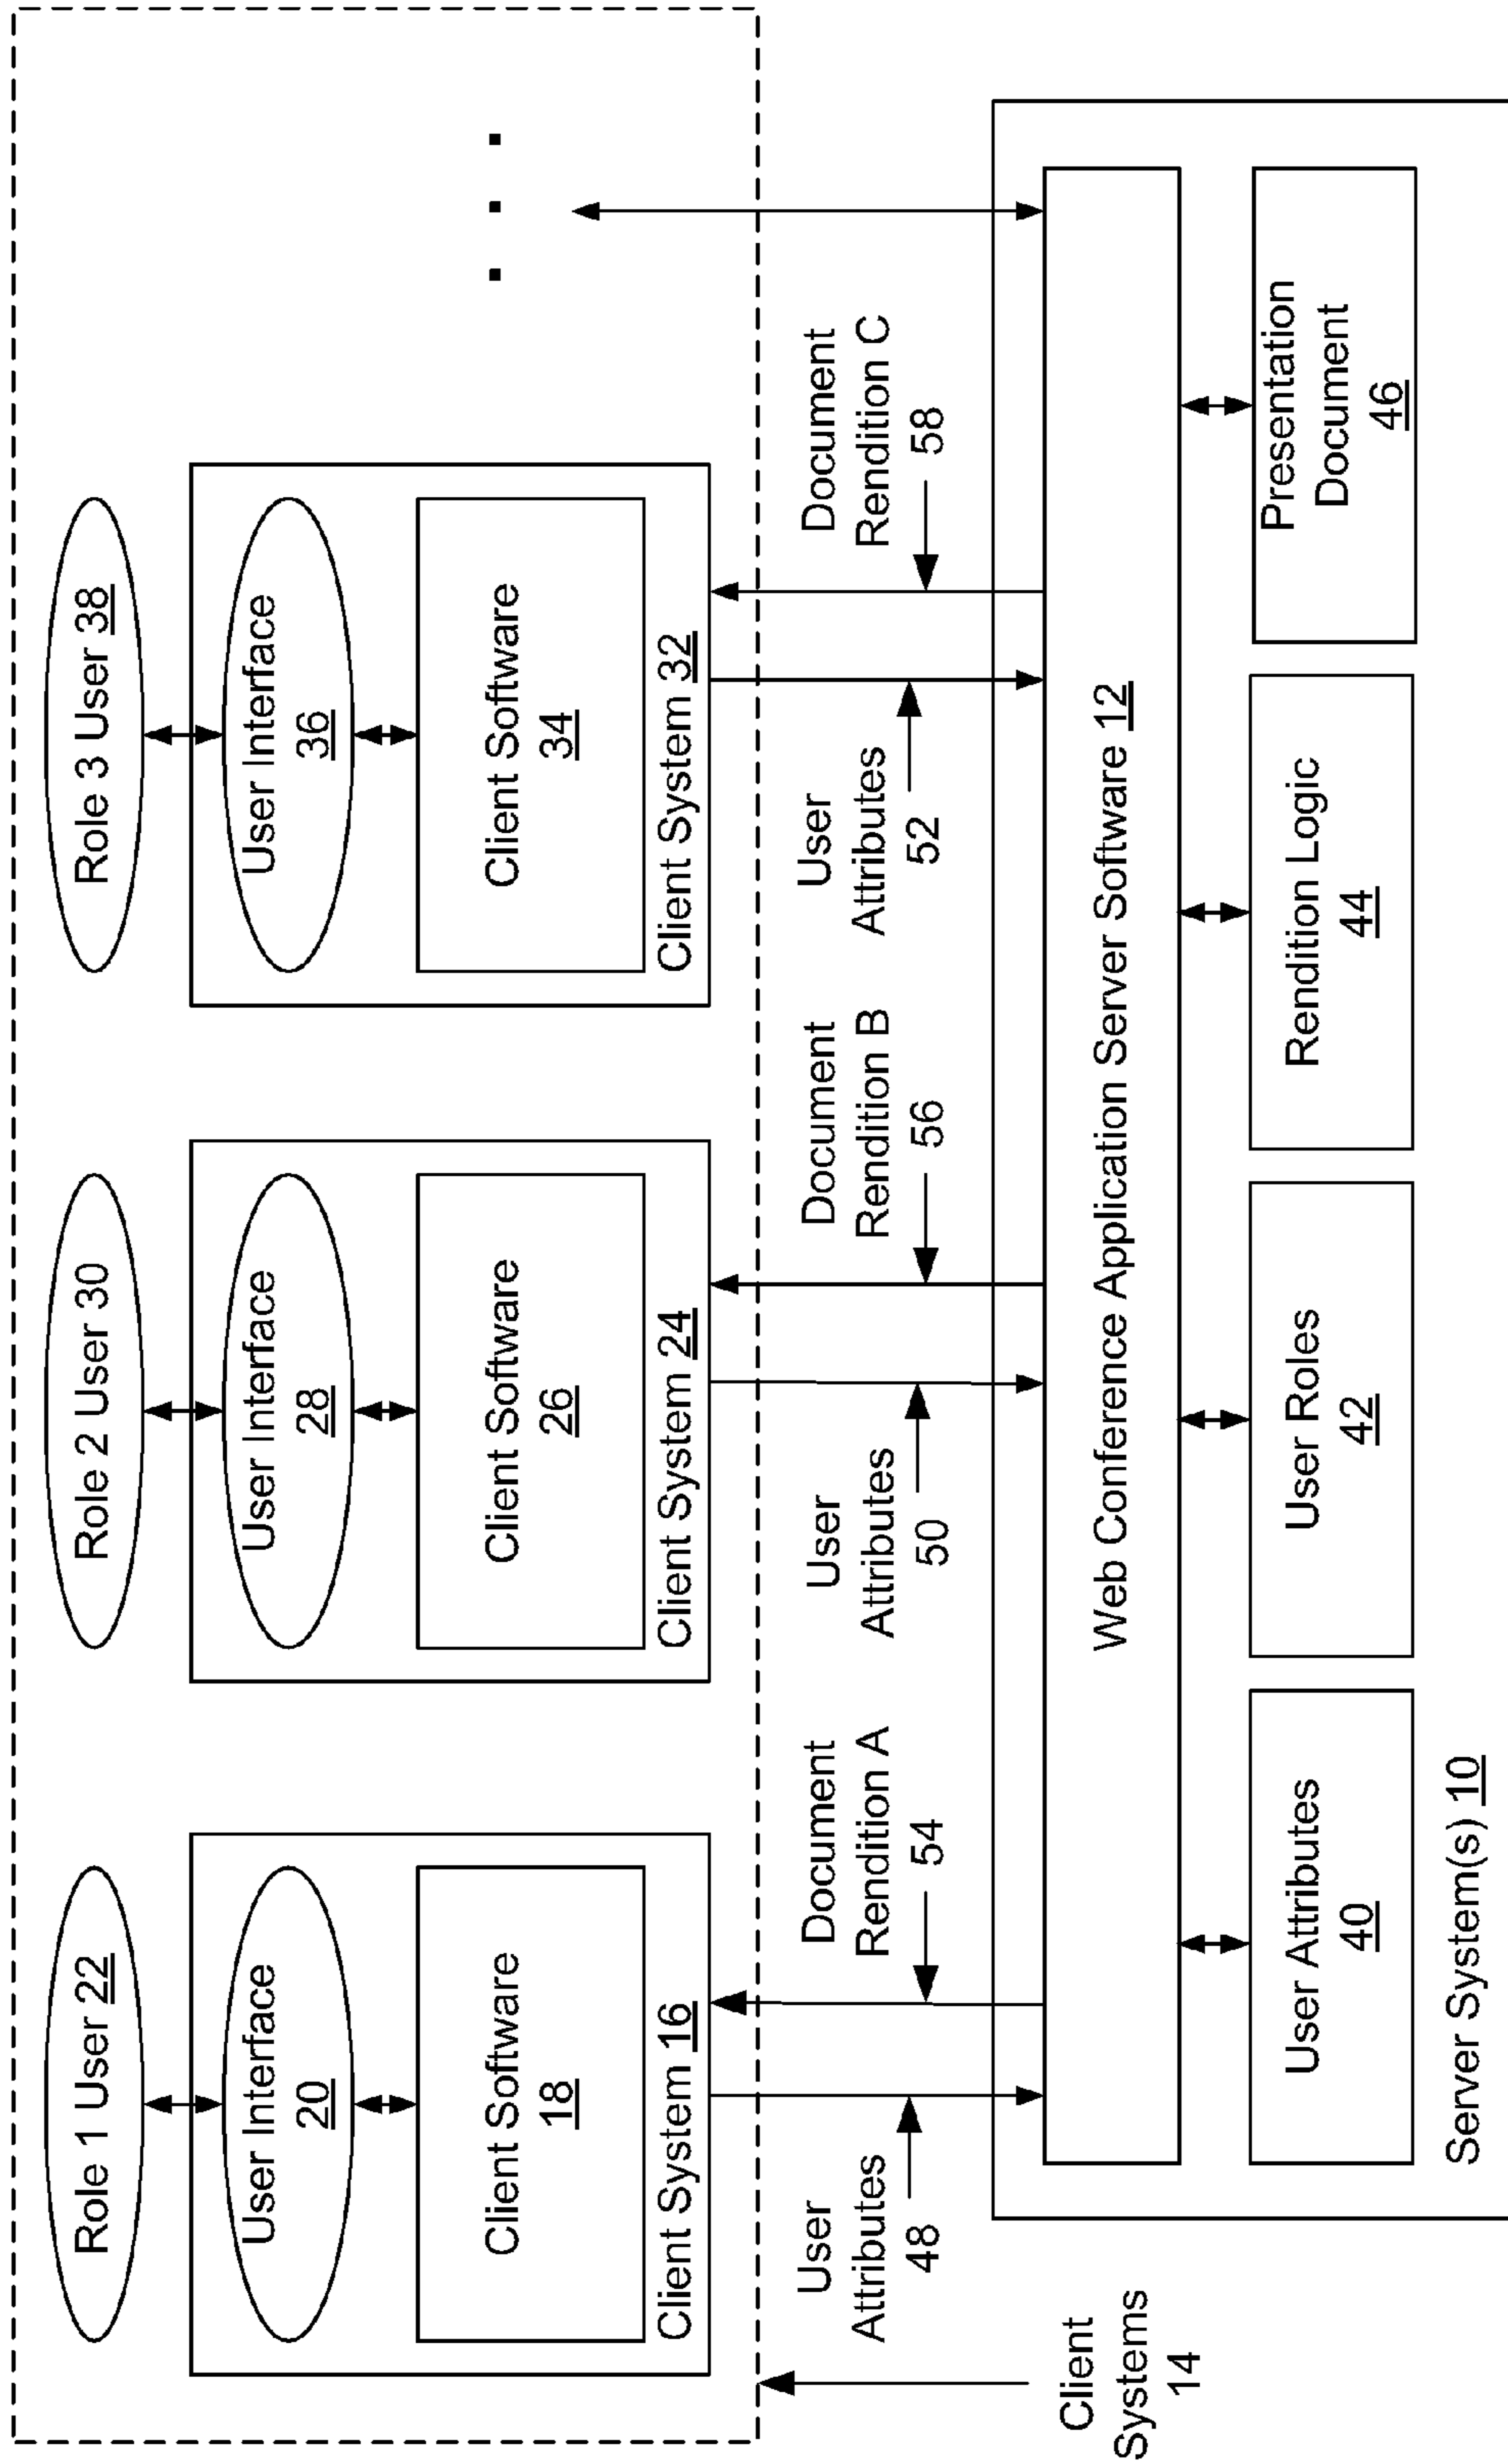 Role 1 User 22
User Interface
20
Client Software
18
Client System 16
Role 2 User 30
User Interface
28
Client Software
26
Client System 24
Role 3 User 38
User Interface
36
Client Software
34
Client System 32
. . .
Client
Systems
14
User
Attributes
48
Document
Rendition A
54
User
Attributes
50
Document
Rendition B
56
User
Attributes
52
Document
Rendition C
58
Web Conference Application Server Software 12
User Attributes
40
User Roles
42
Rendition Logic
44
Presentation
Document
46
Server System(s) 10